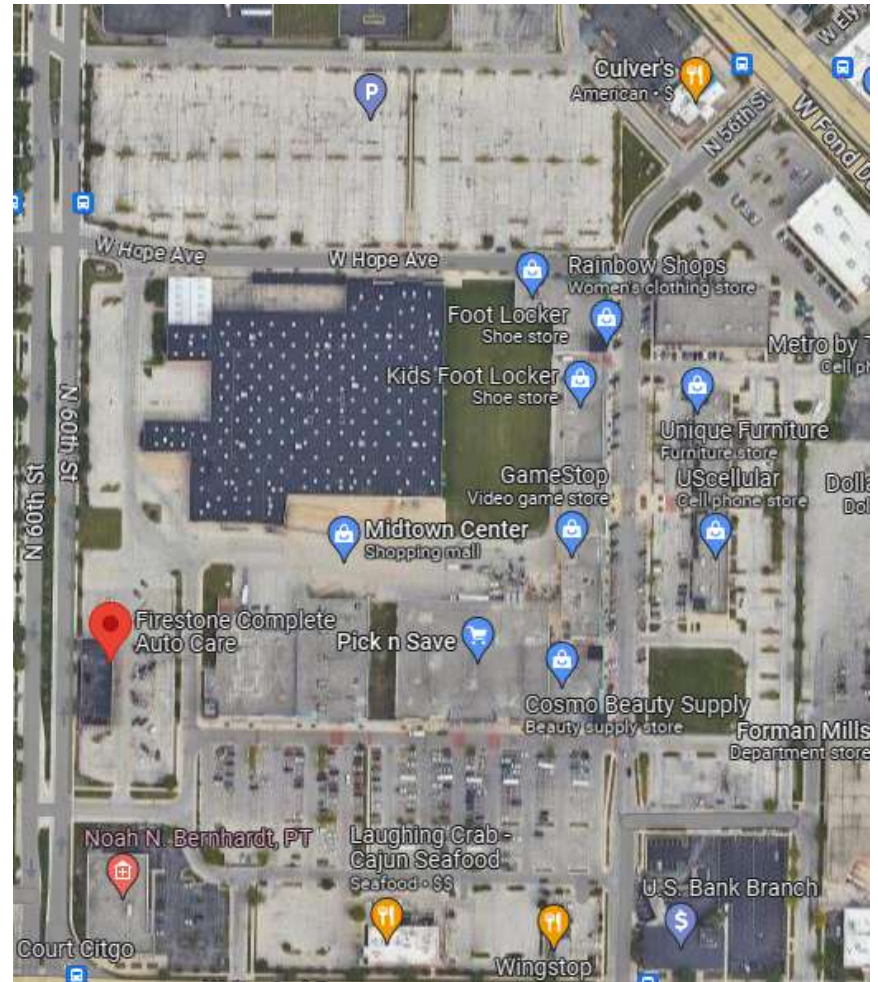 Culver's
American • $
W Fond D
N 56th St
P
W Hope Ave
W Hope Ave
Rainbow Shops
Women's clothing store
Foot Locker
Shoe store
Metro by T
Cell ph
Kids Foot Locker
Shoe store
N 60th St
Unique Furniture
Furniture store
GameStop
Video game store
UScellular
Cell phone store
Dolla
Dol
N 60th St
Midtown Center
Shopping mall
Firestone Complete
Auto Care
Pick n Save
Cosmo Beauty Supply
Beauty supply store
Forman Mills
Department store
Noah N. Bernhardt, PT
Laughing Crab -
Cajun Seafood
Seafood • $$
U.S. Bank Branch
$
Court Citgo
Wingstop